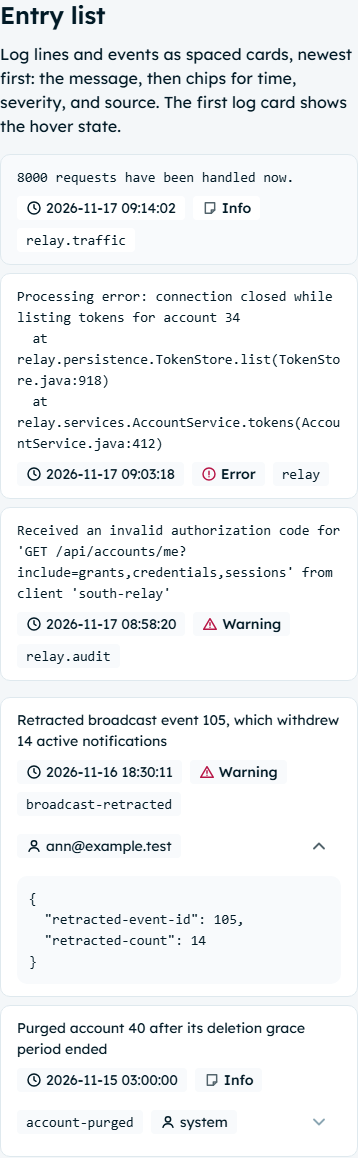 Entry list
Log lines and events as spaced cards, newest
first: the message, then chips for time,
severity, and source. The first log card shows
the hover state.
8000 requests have been handled now.
2026-11-17 09:14:02 Info
relay.traffic
Processing error: connection closed while
listing tokens for account 34
  at
relay.persistence.TokenStore.list(TokenSto
re.java:918)
  at
relay.services.AccountService.tokens(Accou
ntService.java:412)
2026-11-17 09:03:18 Error relay
Received an invalid authorization code for
'GET /api/accounts/me?
include=grants,credentials,sessions' from
client 'south-relay'
2026-11-17 08:58:20 Warning
relay.audit
Retracted broadcast event 105, which withdrew
14 active notifications
2026-11-16 18:30:11 Warning
broadcast-retracted
ann@example.test
{
  "retracted-event-id": 105,
  "retracted-count": 14
}
Purged account 40 after its deletion grace
period ended
2026-11-15 03:00:00 Info
account-purged system